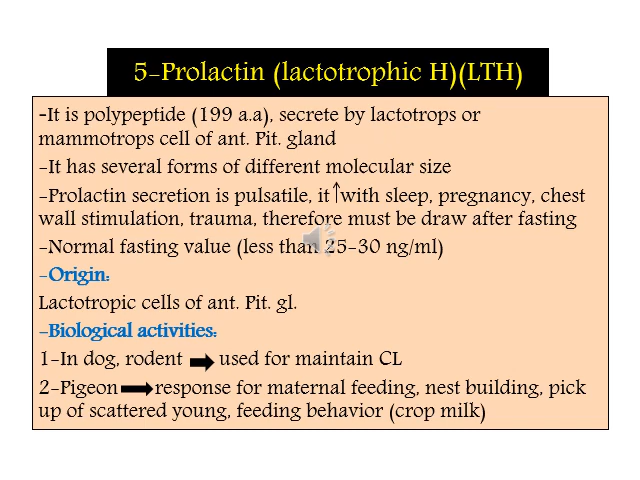 5-Prolactin (lactotrophic H)(LTH)
-It is polypeptide (199 a.a), secrete by lactotrops or
mammotrops cell of ant. Pit. gland
-It has several forms of different molecular size
-Prolactin secretion is pulsatile, it ↑ with sleep, pregnancy, chest
wall stimulation, trauma, therefore must be draw after fasting
-Normal fasting value (less than 25-30 ng/ml)
-Origin:
Lactotropic cells of ant. Pit. gl.
-Biological activities:
1-In dog, rodent → used for maintain CL
2-Pigeon → response for maternal feeding, nest building, pick
up of scattered young, feeding behavior (crop milk)